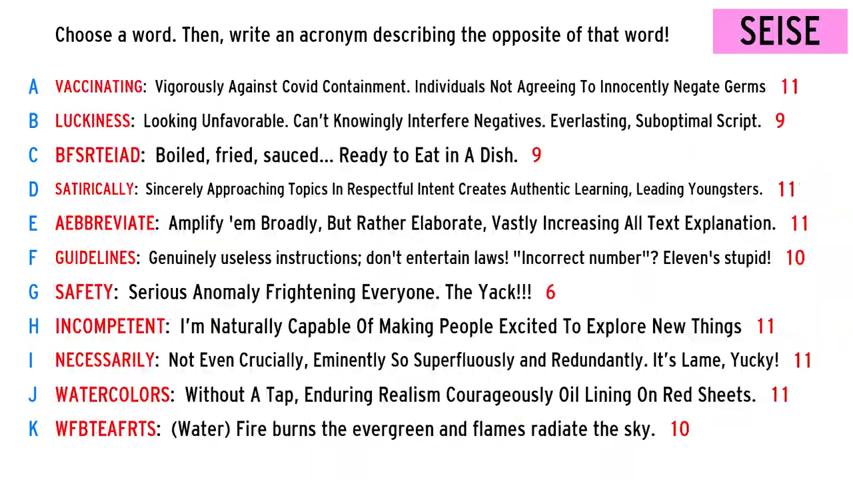 Choose a word. Then, write an acronym describing the opposite of that word!
SEISE
A VACCINATING: Vigorously Against Covid Containment. Individuals Not Agreeing To Innocently Negate Germs 11
B LUCKINESS: Looking Unfavorable. Can't Knowingly Interfere Negatives. Everlasting, Suboptimal Script. 9
C BFSRTEIAD: Boiled, fried, sauced... Ready to Eat in A Dish. 9
D SATIRICALLY: Sincerely Approaching Topics In Respectful Intent Creates Authentic Learning, Leading Youngsters. 11
E AEBBREVIATE: Amplify 'em Broadly, But Rather Elaborate, Vastly Increasing All Text Explanation. 11
F GUIDELINES: Genuinely useless instructions; don't entertain laws! "Incorrect number"? Eleven's stupid! 10
G SAFETY: Serious Anomaly Frightening Everyone. The Yack!!! 6
H INCOMPETENT: I'm Naturally Capable Of Making People Excited To Explore New Things 11
I NECESSARILY: Not Even Crucially, Eminently So Superfluously and Redundantly. It's Lame, Yucky! 11
J WATERCOLORS: Without A Tap, Enduring Realism Courageously Oil Lining On Red Sheets. 11
K WFBTEAFRTS: (Water) Fire burns the evergreen and flames radiate the sky. 10